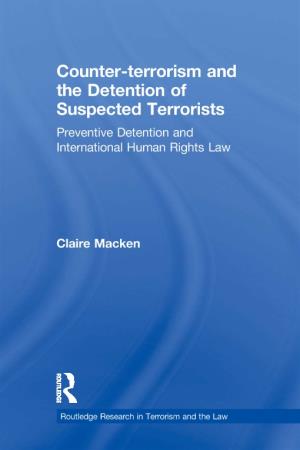 Counter-terrorism and
the Detention of
Suspected Terrorists
Preventive Detention and
International Human Rights Law
Claire Macken
ROUTLEDGE
Routledge Research in Terrorism and the Law